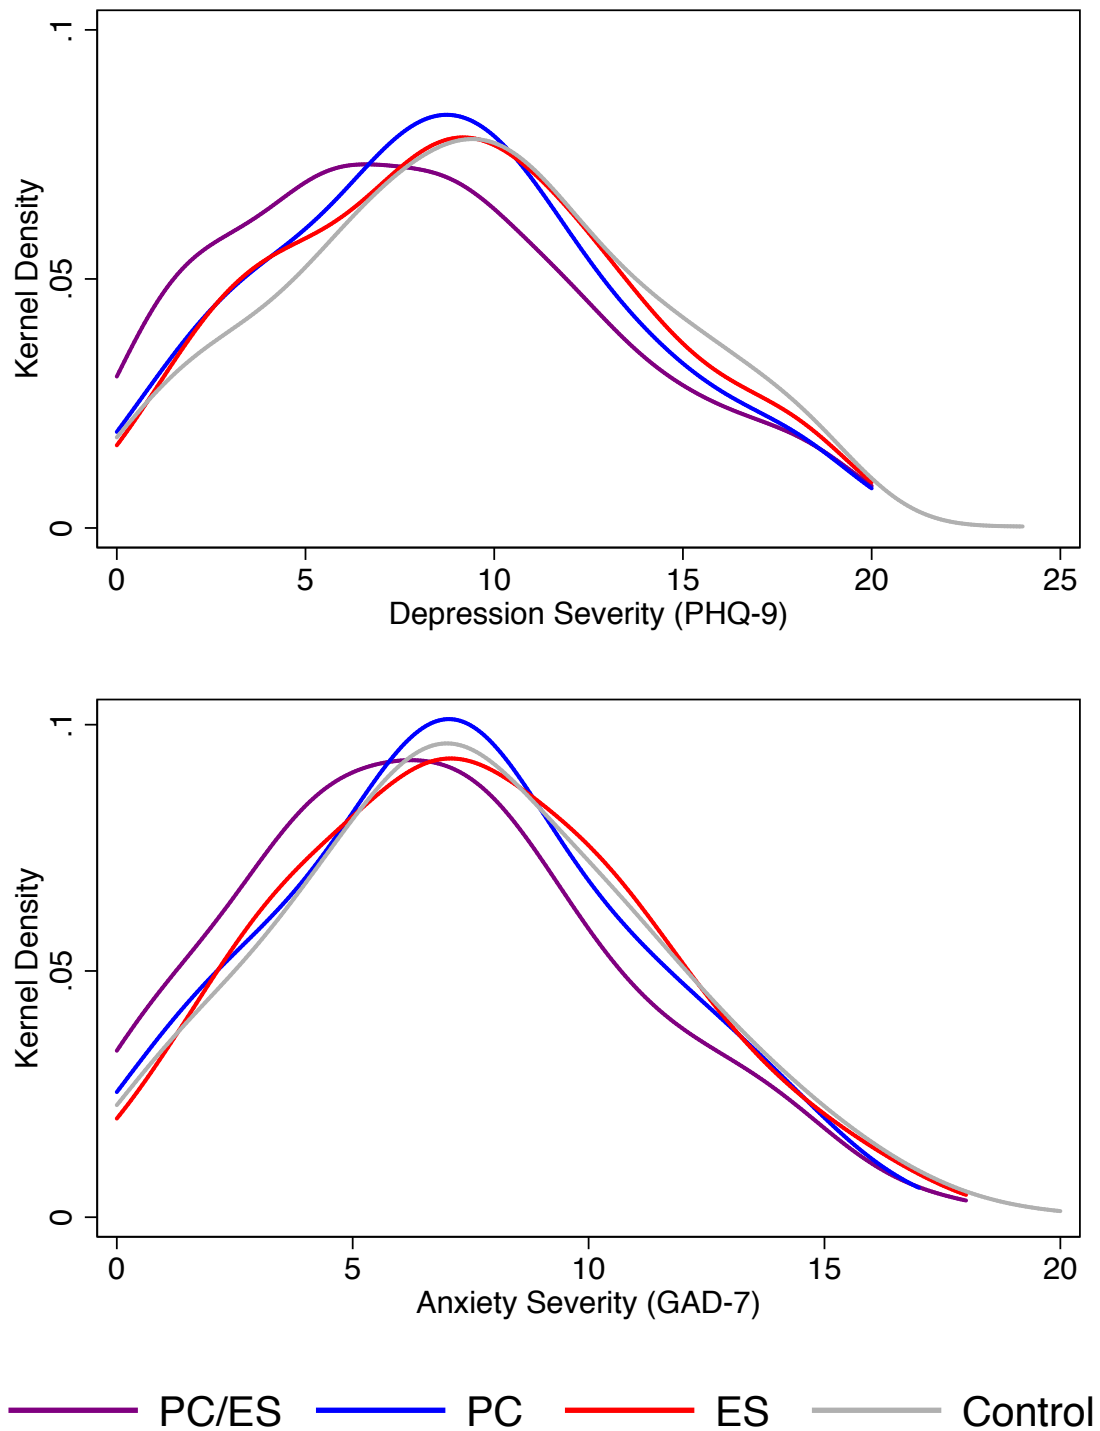 .1
.05
0
Kernel Density
0 5 10 15 20 25
Depression Severity (PHQ-9)
.1
.05
0
Kernel Density
0 5 10 15 20
Anxiety Severity (GAD-7)
PC/ES PC ES Control